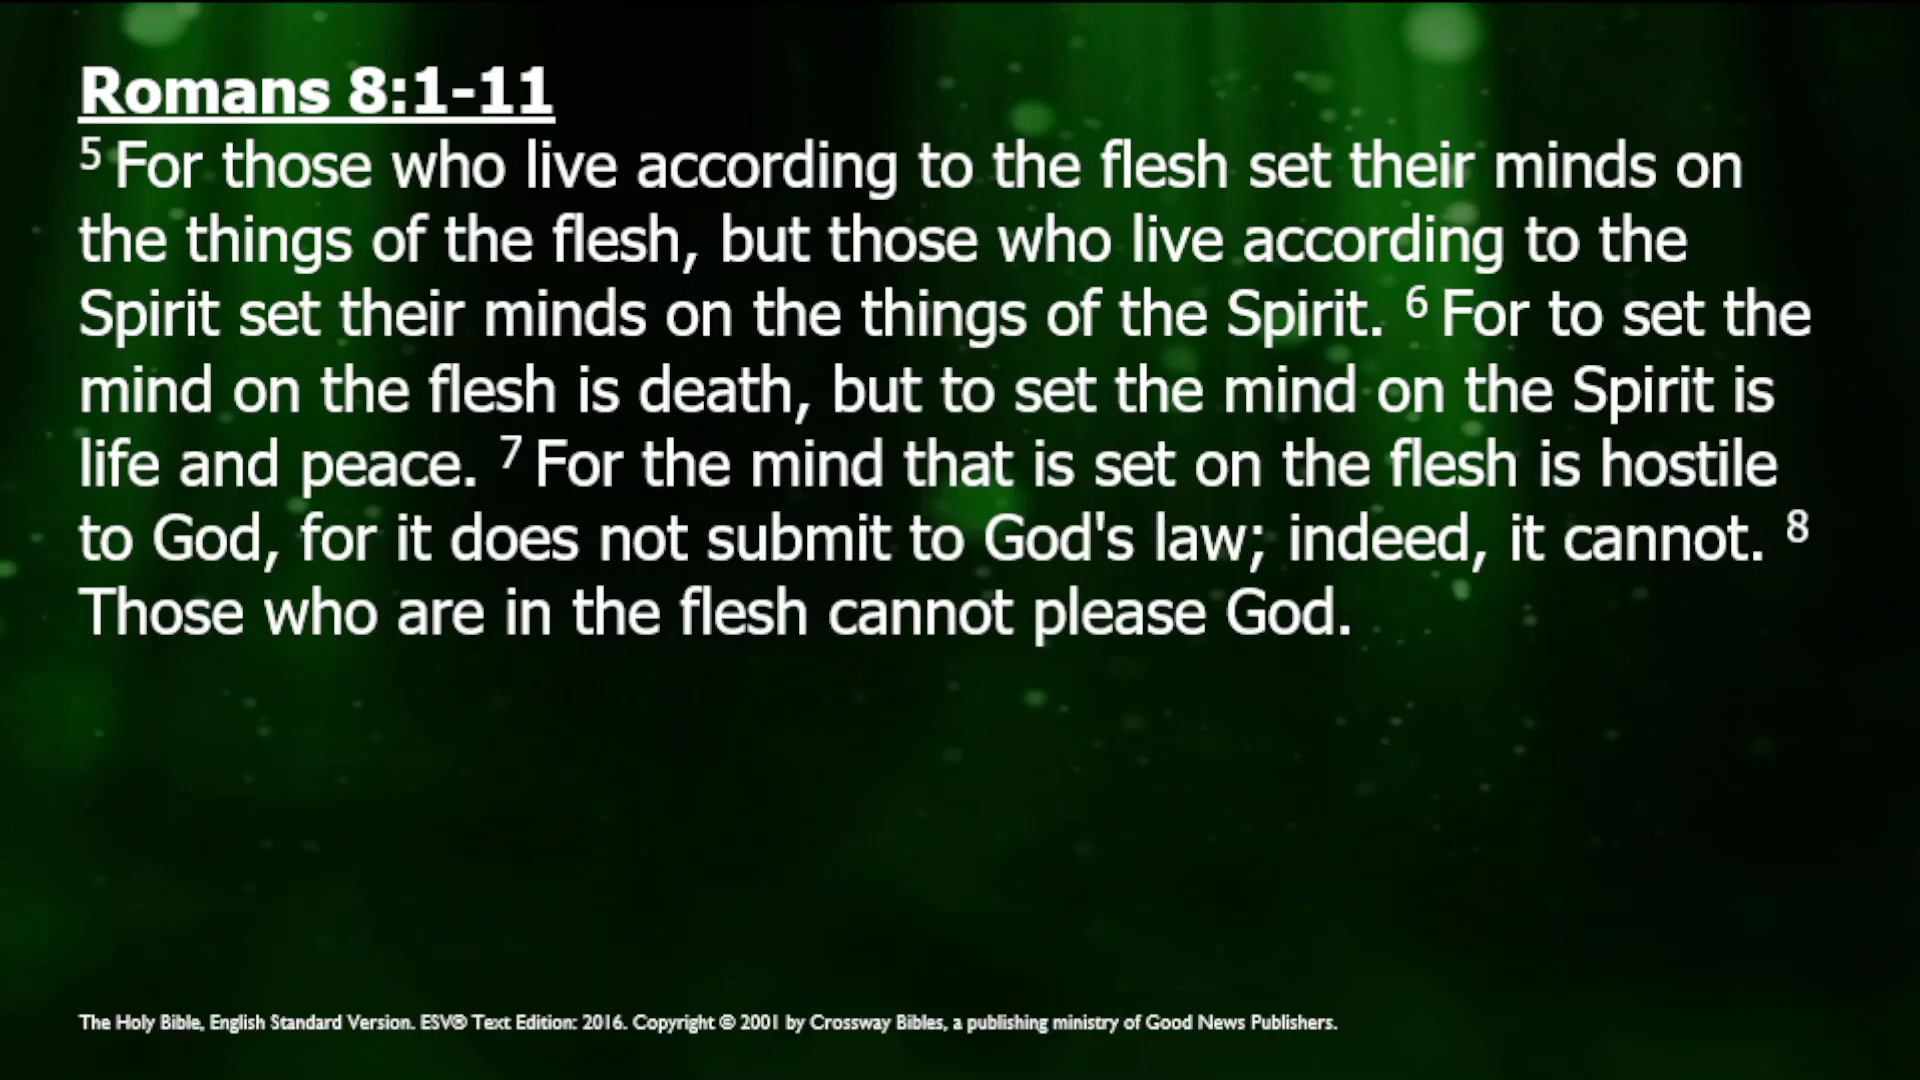 Romans 8:1-11
5 For those who live according to the flesh set their minds on
the things of the flesh, but those who live according to the
Spirit set their minds on the things of the Spirit. 6 For to set the
mind on the flesh is death, but to set the mind on the Spirit is
life and peace. 7 For the mind that is set on the flesh is hostile
to God, for it does not submit to God's law; indeed, it cannot. 8
Those who are in the flesh cannot please God.
The Holy Bible, English Standard Version. ESV® Text Edition: 2016. Copyright © 2001 by Crossway Bibles, a publishing ministry of Good News Publishers.